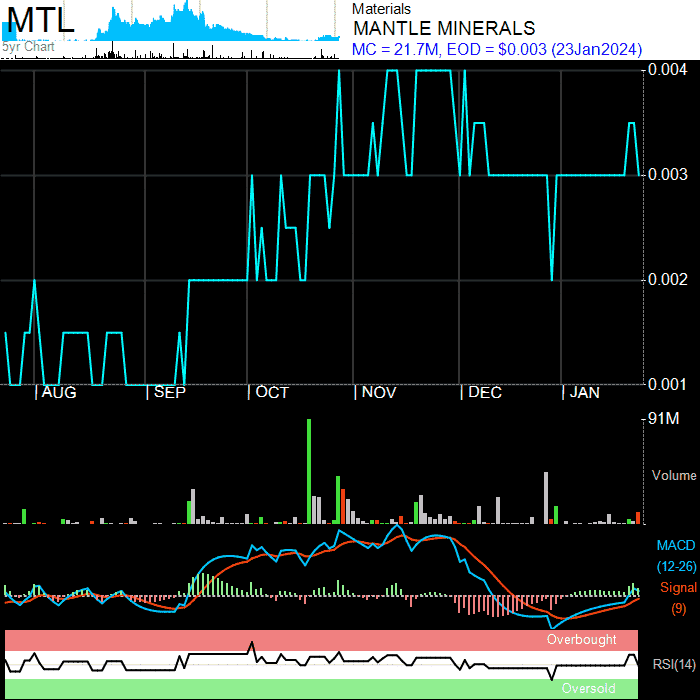 MTL
5yr Chart
Materials
MANTLE MINERALS
MC = 21.7M, EOD = $0.003 (23Jan2024)
0.004
0.003
0.002
0.001
AUG
SEP
OCT
NOV
DEC
JAN
91M
Volume
MACD
(12-26)
Signal
(9)
Overbought
RSI(14)
Oversold